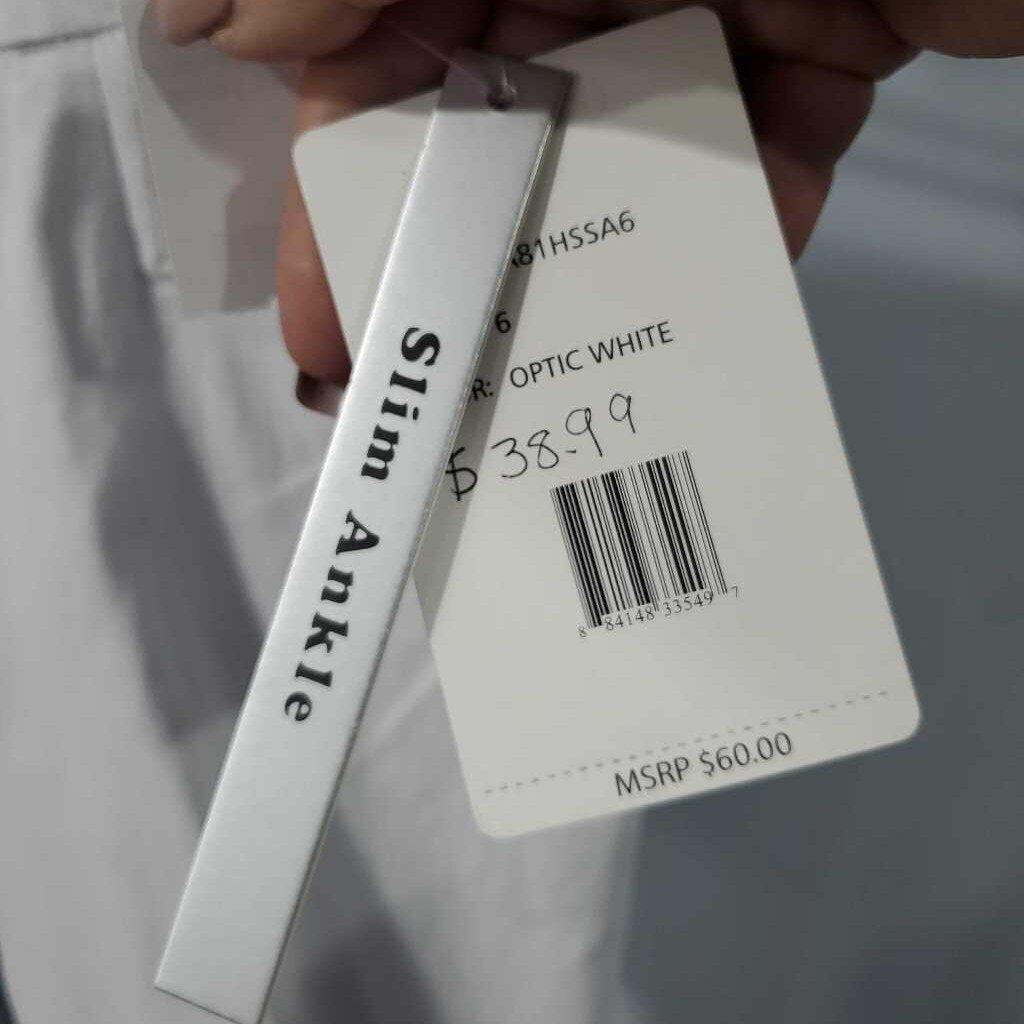 Slim Ankle
81HSSA6
6
R: OPTIC WHITE
$38.99
8 84148 33549 7
MSRP $60.00